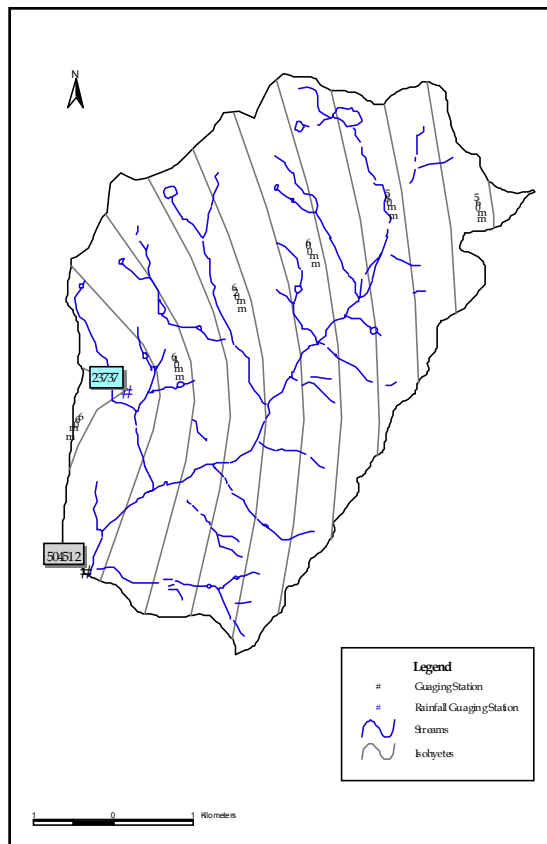 N
23737
504512
Legend
# Guaging Station
# Rainfall Guaging Station
Streams
Isohyetes
1 0 1 Kilometers